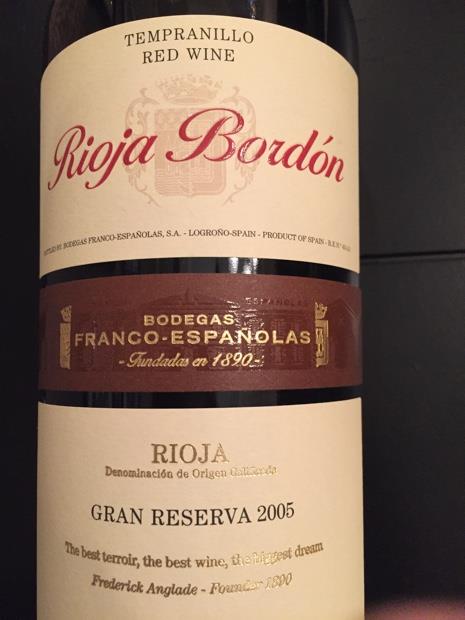 TEMPRANILLO
RED WINE
Rioja Bordón
BODEGAS FRANCO-ESPAÑOLAS, S.A. - LOGROÑO-SPAIN - PRODUCT OF SPAIN - R.E N°
ESPAÑOLAS
BODEGAS
FRANCO-ESPAÑOLAS
- Fundadas en 1890 -
RIOJA
Denominación de Origen Calificada
GRAN RESERVA 2005
The best terroir, the best wine, the biggest dream
Frederick Anglade - Founder 1890